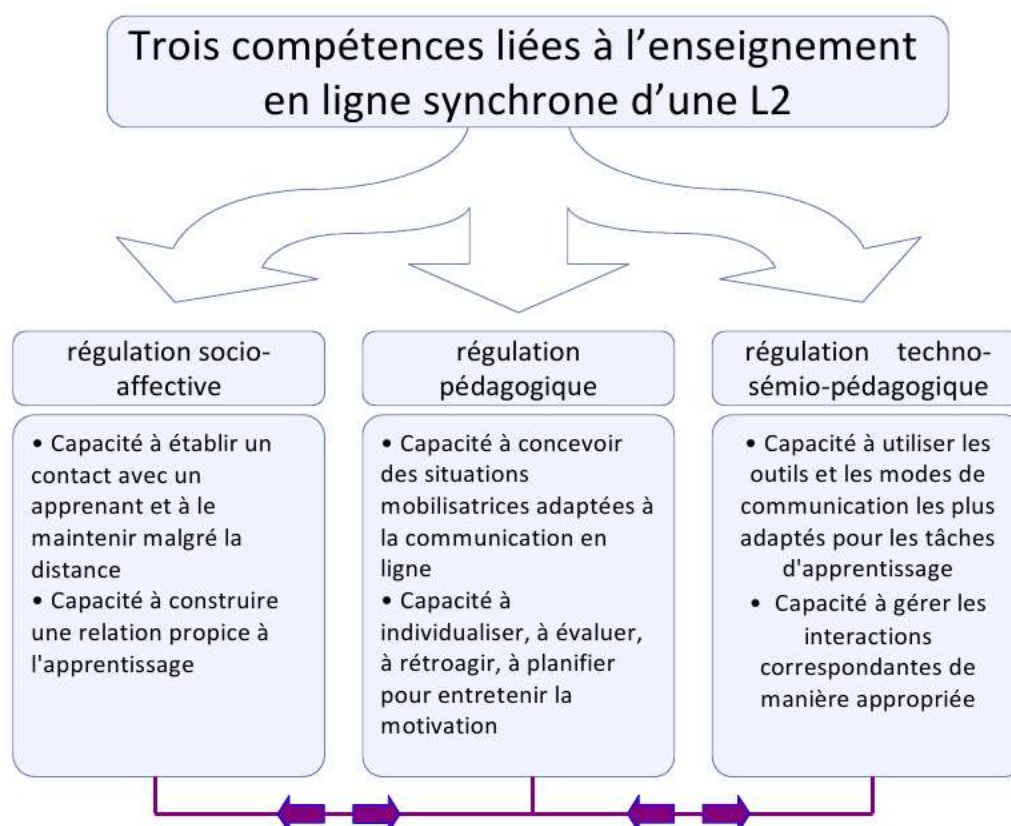 Trois compétences liées à l’enseignement
en ligne synchrone d’une L2
régulation socio-
affective
• Capacité à établir un
contact avec un
apprenant et à le
maintenir malgré la
distance
• Capacité à construire
une relation propice à
l'apprentissage
régulation
pédagogique
• Capacité à concevoir
des situations
mobilisatrices adaptées à
la communication en
ligne
• Capacité à
individualiser, à évaluer,
à rétroagir, à planifier
pour entretenir la
motivation
régulation techno-
sémio-pédagogique
• Capacité à utiliser les
outils et les modes de
communication les plus
adaptés pour les tâches
d'apprentissage
• Capacité à gérer les
interactions
correspondantes de
manière appropriée